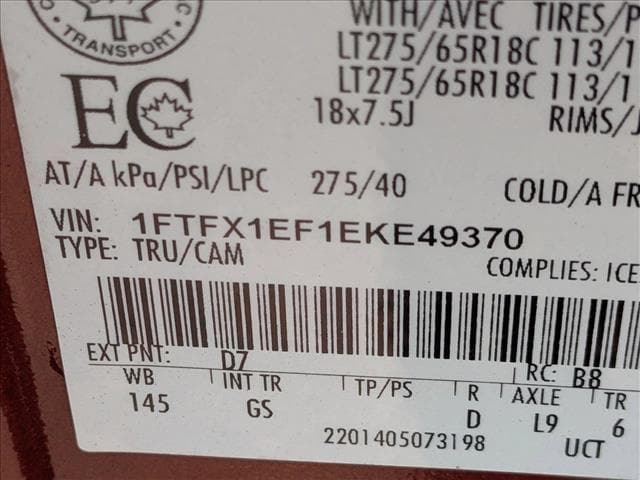 TRANSPORT
WITH/AVEC TIRES/P
LT275/65R18C 113/1
LT275/65R18C 113/1
EC
18x7.5J RIMS/J
AT/A kPa/PSI/LPC 275/40 COLD/A FR
VIN: 1FTFX1EF1EKE49370
TYPE: TRU/CAM COMPLIES: ICE
EXT PNT: D7 RC: B8
WB INT TR TP/PS R AXLE TR
145 GS D L9 6
2201405073198 UCT